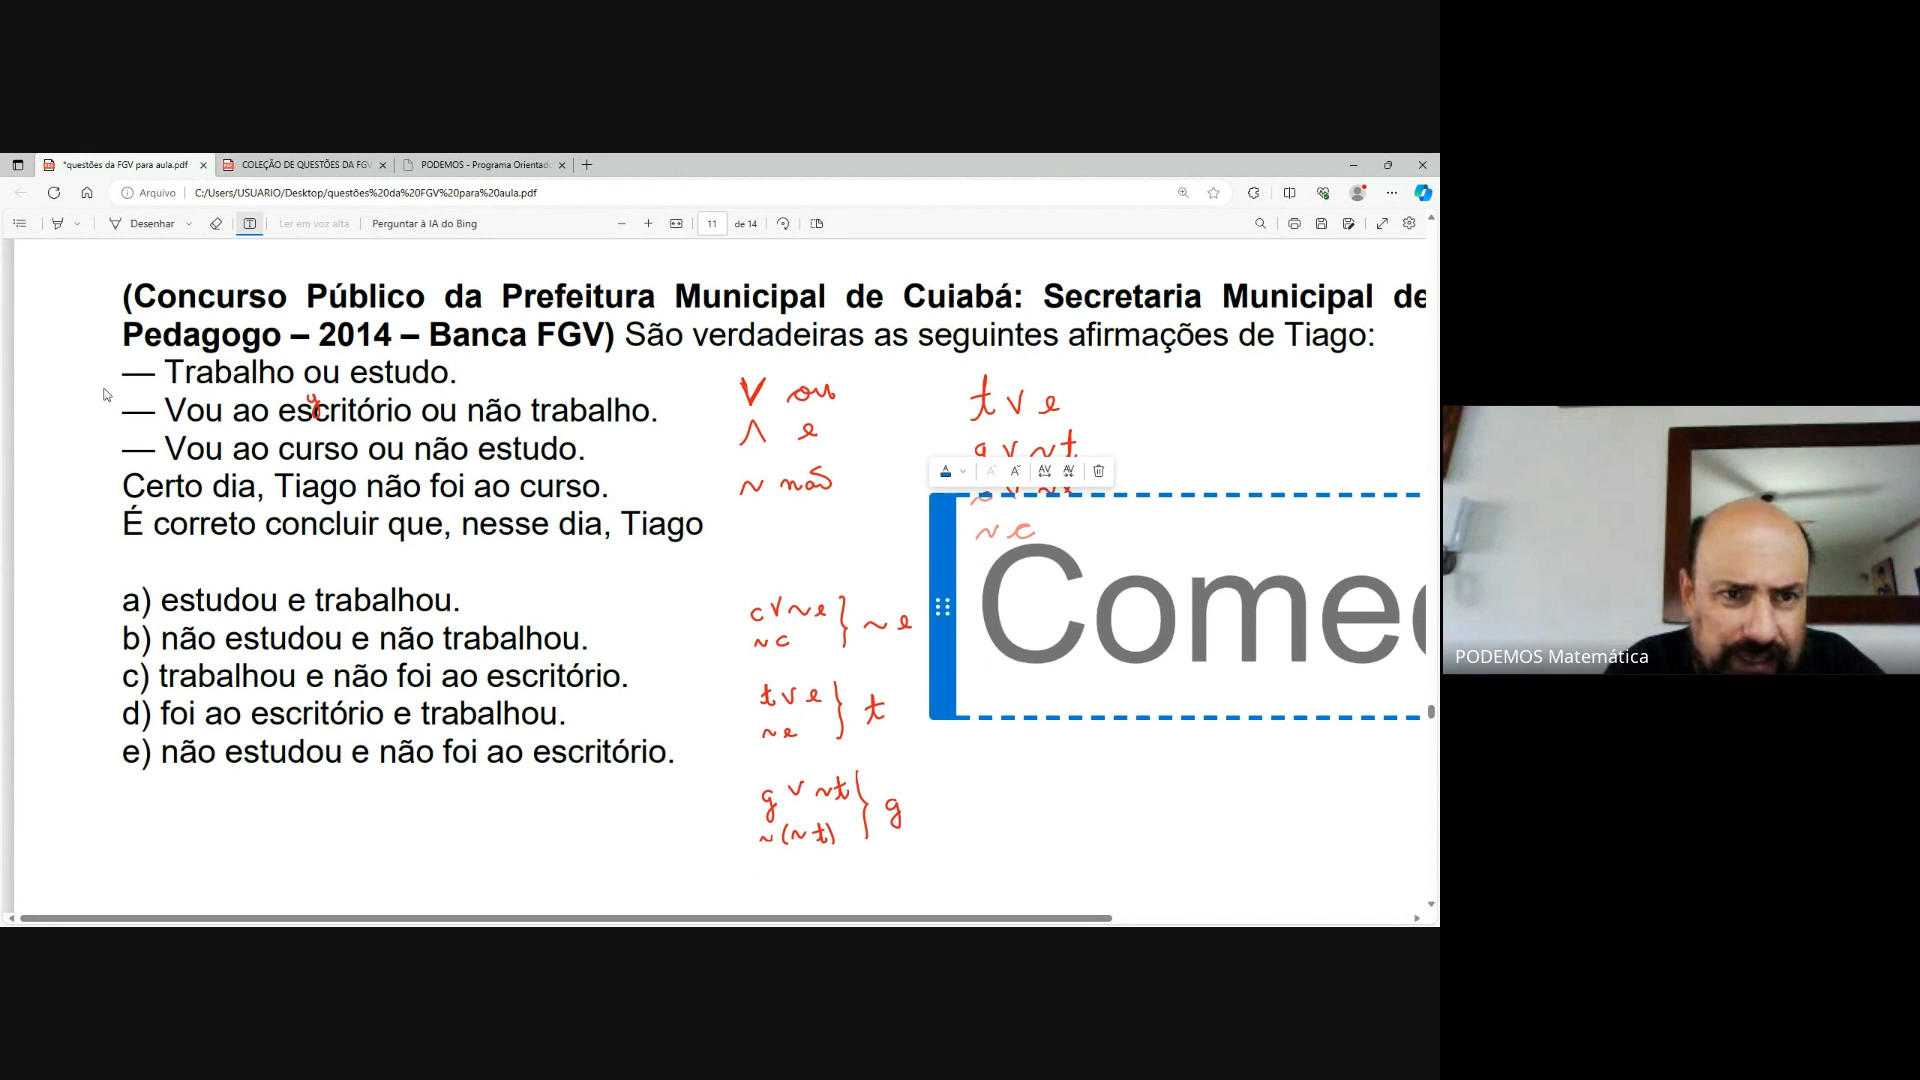 *questões da FGV para aula.pdf
COLEÇÃO DE QUESTÕES DA FGV
PODEMOS - Programa Orientado
Arquivo C:/Users/USUARIO/Desktop/questões%20da%20FGV%20para%20aula.pdf
Desenhar Ler em voz alta Perguntar à IA do Bing 11 de 14
(Concurso Público da Prefeitura Municipal de Cuiabá: Secretaria Municipal de
Pedagogo – 2014 – Banca FGV) São verdadeiras as seguintes afirmações de Tiago:
— Trabalho ou estudo.
— Vou ao escritório ou não trabalho.
— Vou ao curso ou não estudo.
Certo dia, Tiago não foi ao curso.
É correto concluir que, nesse dia, Tiago
a) estudou e trabalhou.
b) não estudou e não trabalhou.
c) trabalhou e não foi ao escritório.
d) foi ao escritório e trabalhou.
e) não estudou e não foi ao escritório.
g
V ou
Λ e
~ não
t v e
g v ~t
~c
c v ~e } ~e
~c
t v e } t
~e
g v ~t } g
~(~t)
Come
PODEMOS Matemática